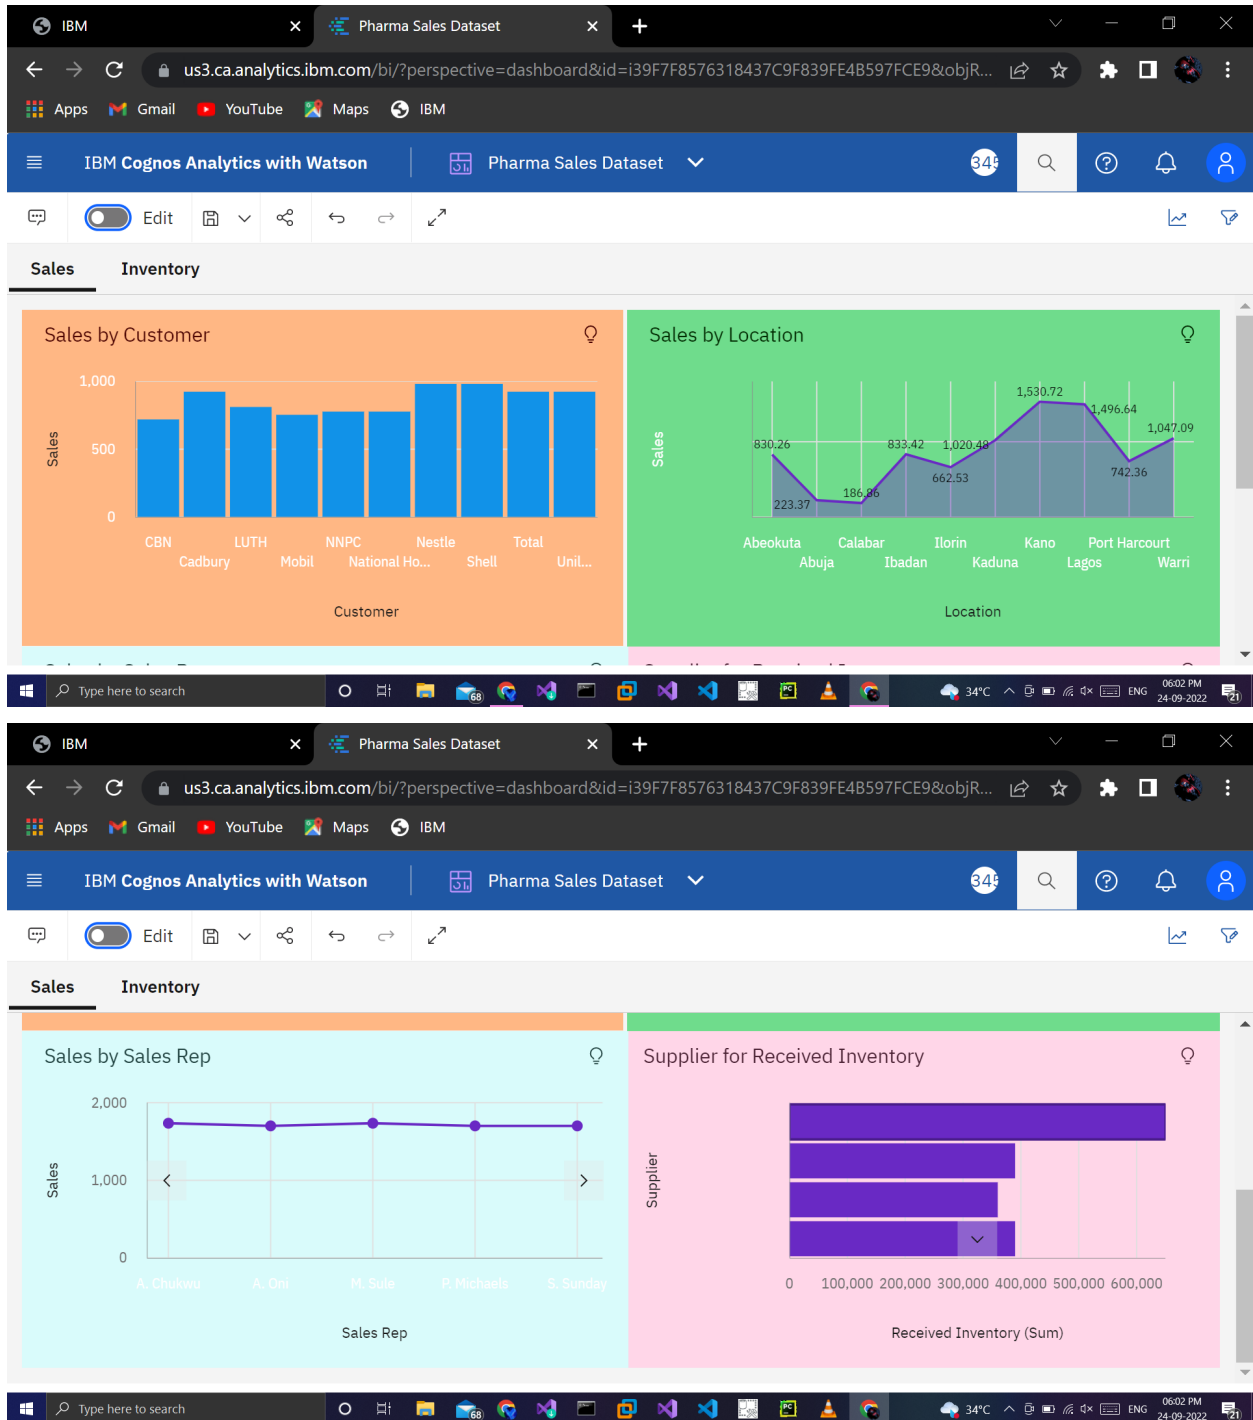 IBM
Pharma Sales Dataset
us3.ca.analytics.ibm.com/bi/?perspective=dashboard&id=i39F7F8576318437C9F839FE4B597FCE9&objR...
Apps Gmail YouTube Maps IBM
IBM Cognos Analytics with Watson Pharma Sales Dataset
Edit
Sales Inventory
Sales by Customer
1,000
500
0
Sales
CBN LUTH NNPC Nestle Total
Cadbury Mobil National Ho... Shell Unil...
Customer
Sales by Location
Sales
1,530.72
1,496.64
1,047.09
830.26 833.42 1,020.48
742.36
662.53
186.86
223.37
Abeokuta Calabar Ilorin Kano Port Harcourt
Abuja Ibadan Kaduna Lagos Warri
Location
Type here to search
68
34°C ENG
06:02 PM
24-09-2022
21
IBM
Pharma Sales Dataset
us3.ca.analytics.ibm.com/bi/?perspective=dashboard&id=i39F7F8576318437C9F839FE4B597FCE9&objR...
Apps Gmail YouTube Maps IBM
IBM Cognos Analytics with Watson Pharma Sales Dataset
Edit
Sales Inventory
Sales by Sales Rep
2,000
1,000
0
Sales
A. Chukwu A. Oni M. Sule P. Michaels S. Sunday
Sales Rep
Supplier for Received Inventory
Supplier
0 100,000 200,000 300,000 400,000 500,000 600,000
Received Inventory (Sum)
Type here to search
68
34°C ENG
06:02 PM
24-09-2022
21